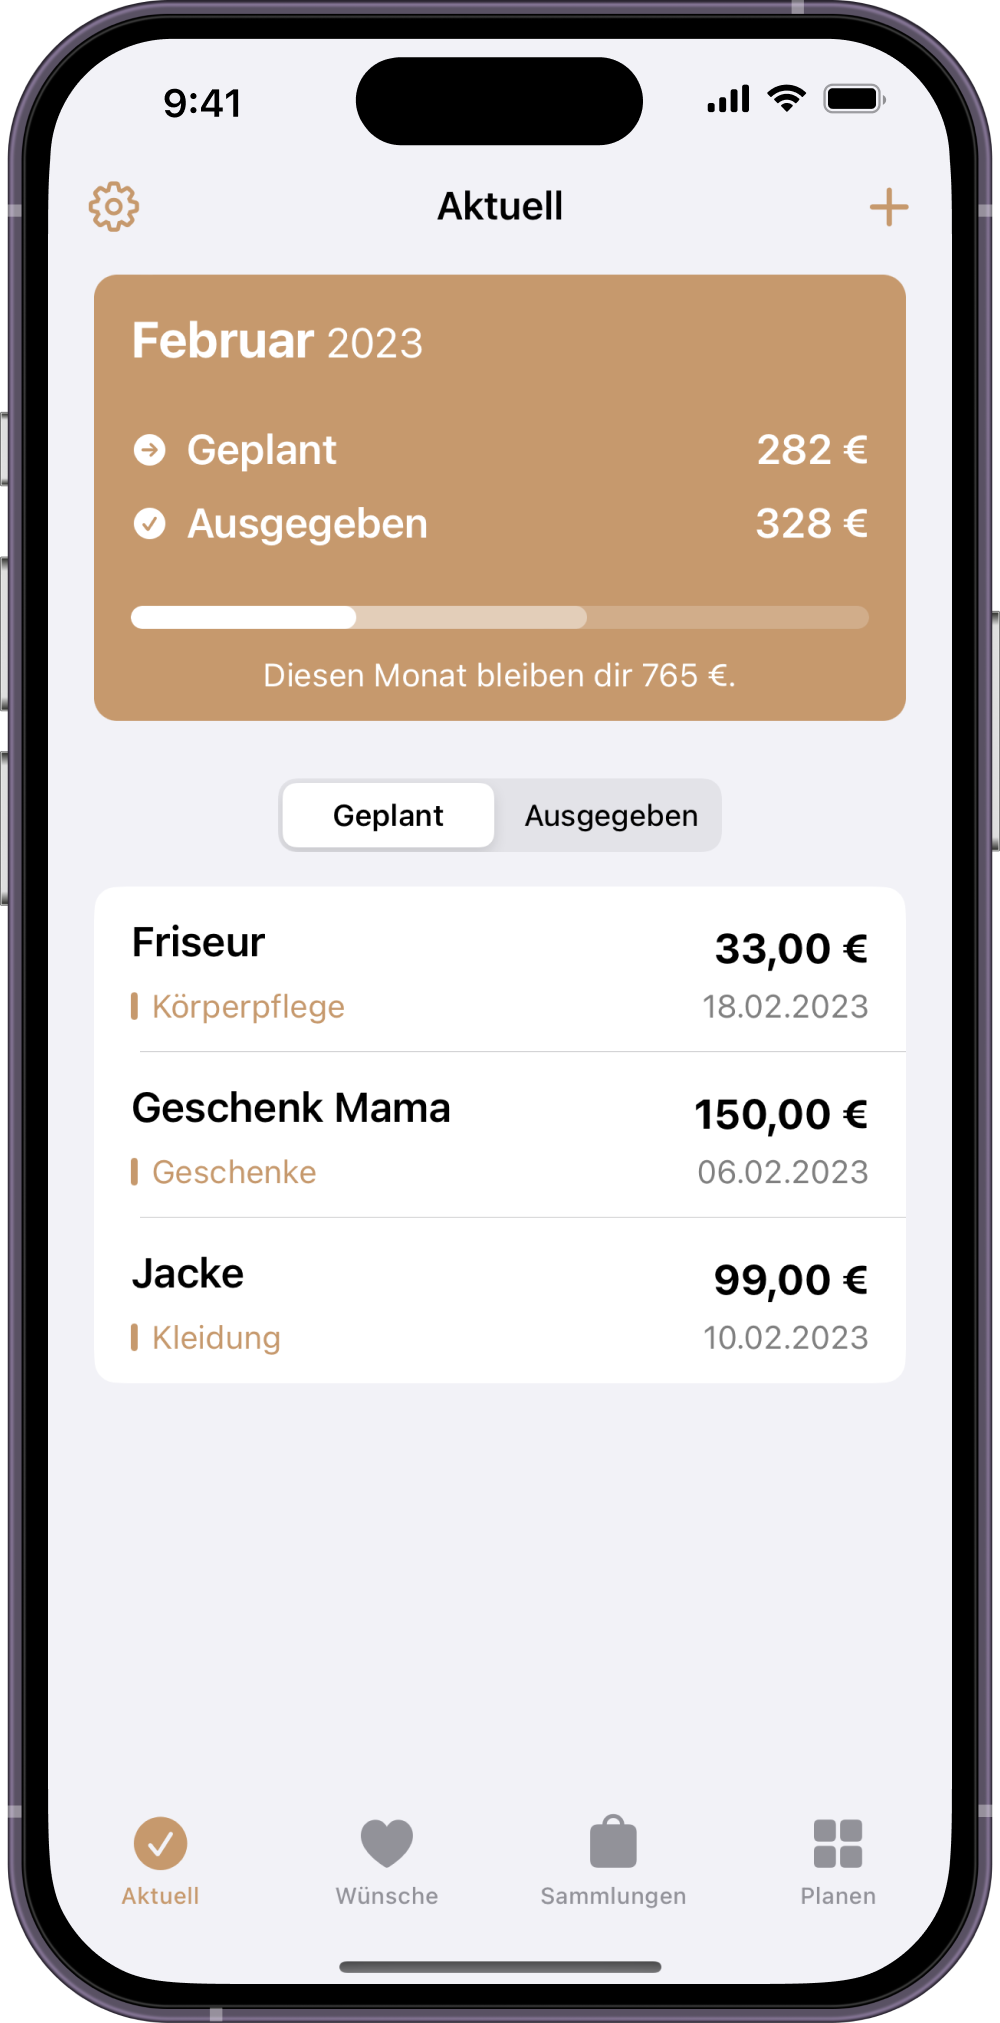 9:41
Aktuell
Februar 2023
Geplant 282 €
Ausgegeben 328 €
Diesen Monat bleiben dir 765 €.
Geplant Ausgegeben
Friseur 33,00 €
Körperpflege 18.02.2023
Geschenk Mama 150,00 €
Geschenke 06.02.2023
Jacke 99,00 €
Kleidung 10.02.2023
Aktuell Wünsche Sammlungen Planen